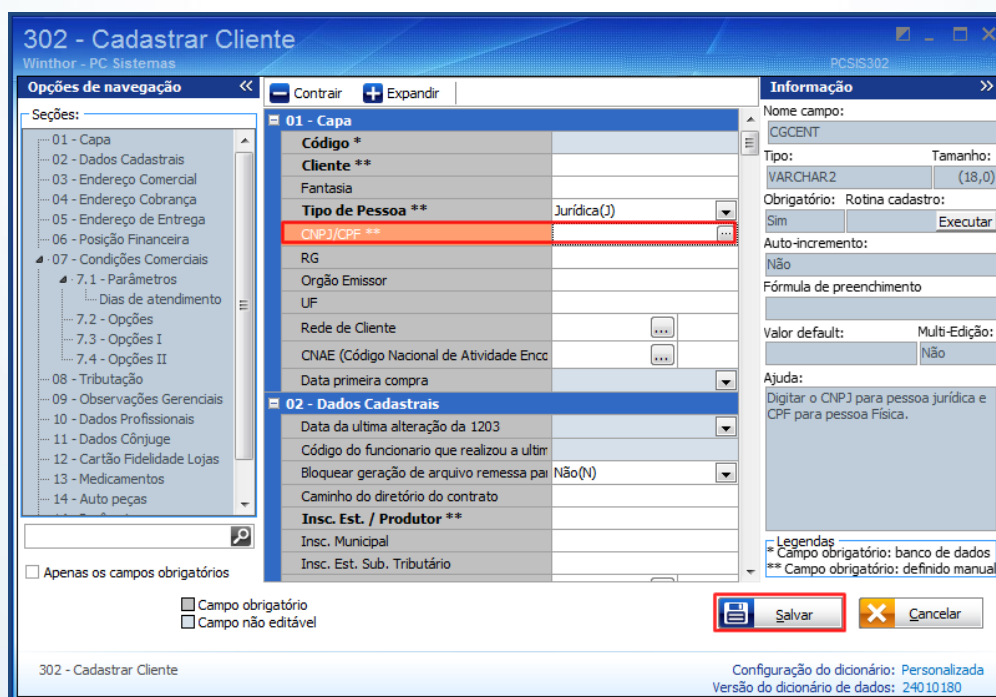 302 - Cadastrar Cliente
Winthor - PC Sistemas
PCSIS302
Opções de navegação
Seções:
01 - Capa
02 - Dados Cadastrais
03 - Endereço Comercial
04 - Endereço Cobrança
05 - Endereço de Entrega
06 - Posição Financeira
07 - Condições Comerciais
7.1 - Parâmetros
Dias de atendimento
7.2 - Opções
7.3 - Opções I
7.4 - Opções II
08 - Tributação
09 - Observações Gerenciais
10 - Dados Profissionais
11 - Dados Cônjuge
12 - Cartão Fidelidade Lojas
13 - Medicamentos
14 - Auto peças
Apenas os campos obrigatórios
Contrair Expandir
01 - Capa
Código *
Cliente **
Fantasia
Tipo de Pessoa ** Jurídica(J)
CNPJ/CPF **
RG
Orgão Emissor
UF
Rede de Cliente
CNAE (Código Nacional de Atividade Encc
Data primeira compra
02 - Dados Cadastrais
Data da ultima alteração da 1203
Código do funcionario que realizou a ultim
Bloquear geração de arquivo remessa par Não(N)
Caminho do diretório do contrato
Insc. Est. / Produtor **
Insc. Municipal
Insc. Est. Sub. Tributário
Informação
Nome campo:
CGCENT
Tipo: Tamanho:
VARCHAR2 (18,0)
Obrigatório: Rotina cadastro:
Sim Executar
Auto-incremento:
Não
Fórmula de preenchimento
Valor default: Multi-Edição:
Não
Ajuda:
Digitar o CNPJ para pessoa jurídica e
CPF para pessoa Física.
Legendas
* Campo obrigatório: banco de dados
** Campo obrigatório: definido manual
Campo obrigatório
Campo não editável
Salvar Cancelar
302 - Cadastrar Cliente
Configuração do dicionário: Personalizada
Versão do dicionário de dados: 24010180